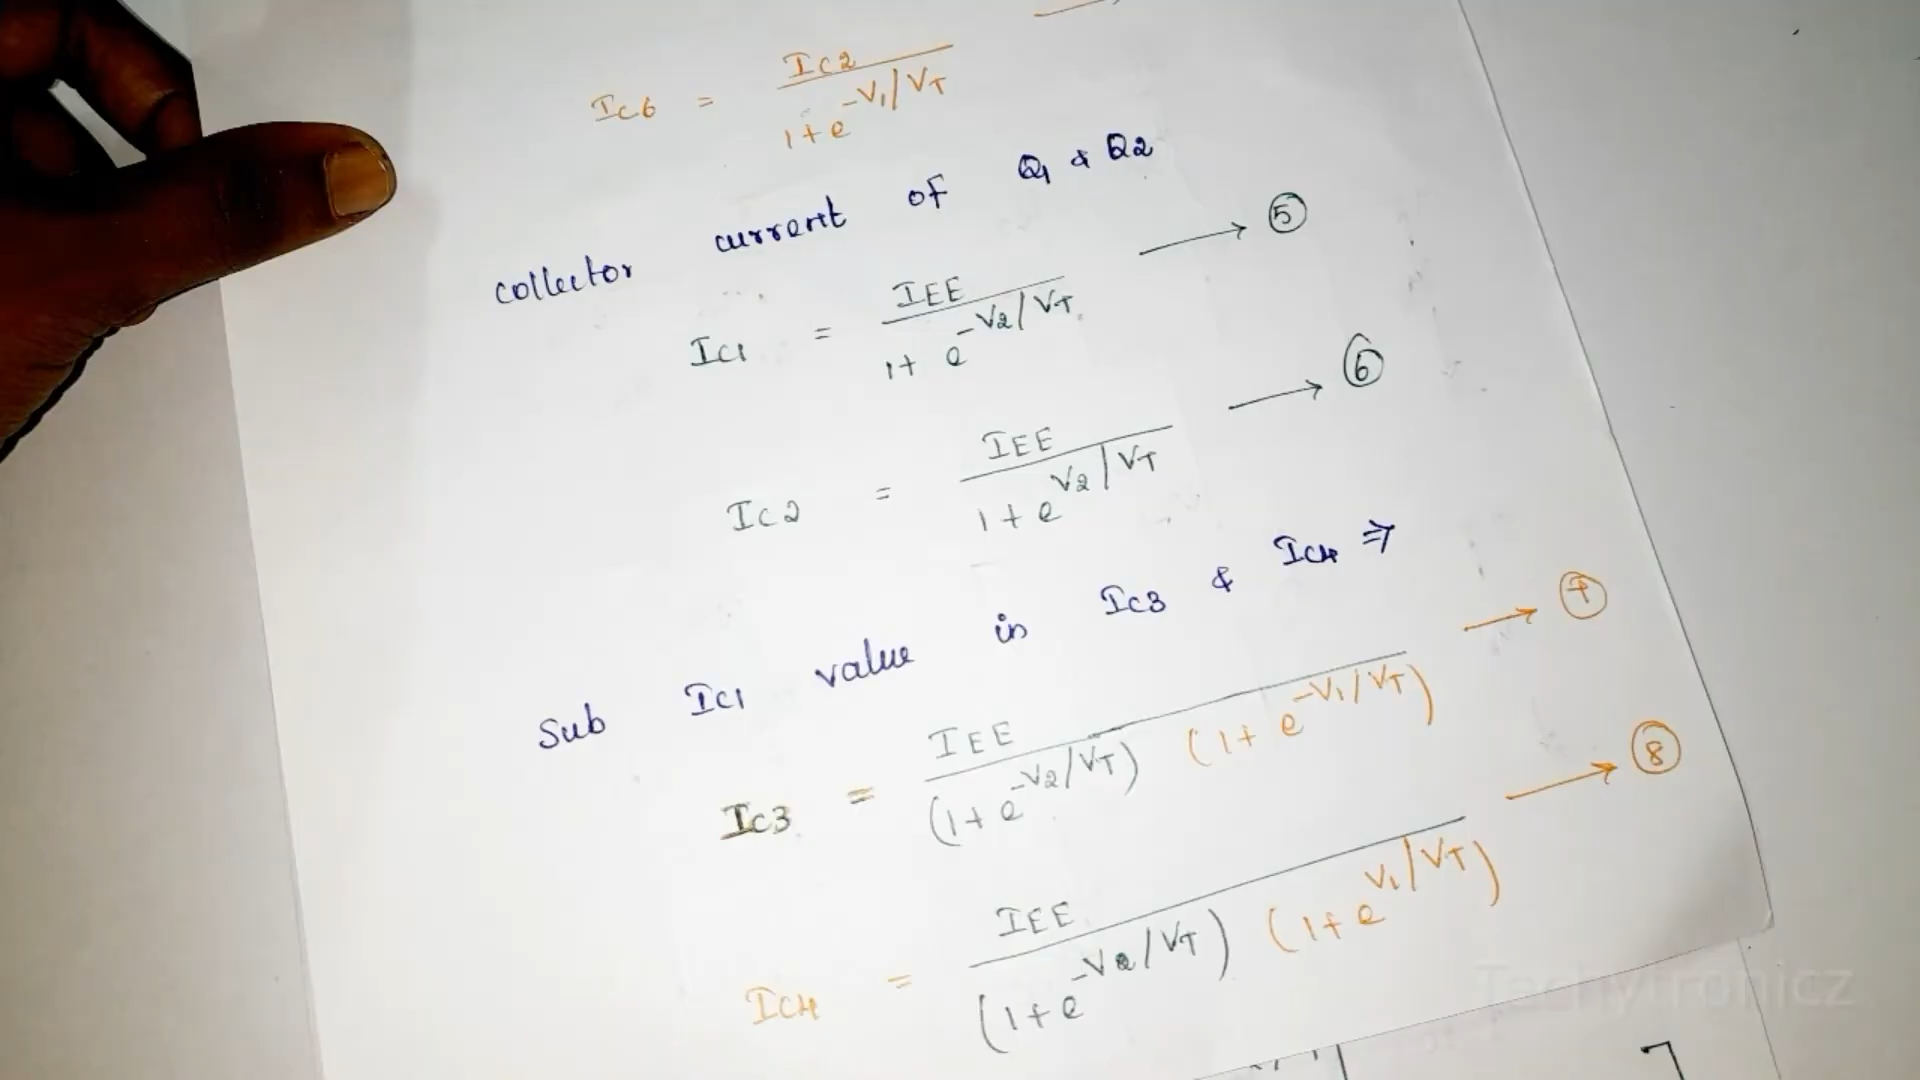 Ic6 = Ic2 / (1+e^(-V1/VT))
collector current of Q1 & Q2
Ic1 = IEE / (1+ e^(-V2/VT)) → ⑤
Ic2 = IEE / (1+e^(V2/VT)) → ⑥
Sub Ic1 value in Ic3 & Ic4 ⇒
Ic3 = IEE / ((1+e^(-V2/VT)) (1+e^(-V1/VT))) → ⑦
Ic4 = IEE / ((1+e^(-V2/VT)) (1+e^(V1/VT))) → ⑧
Techytronicz